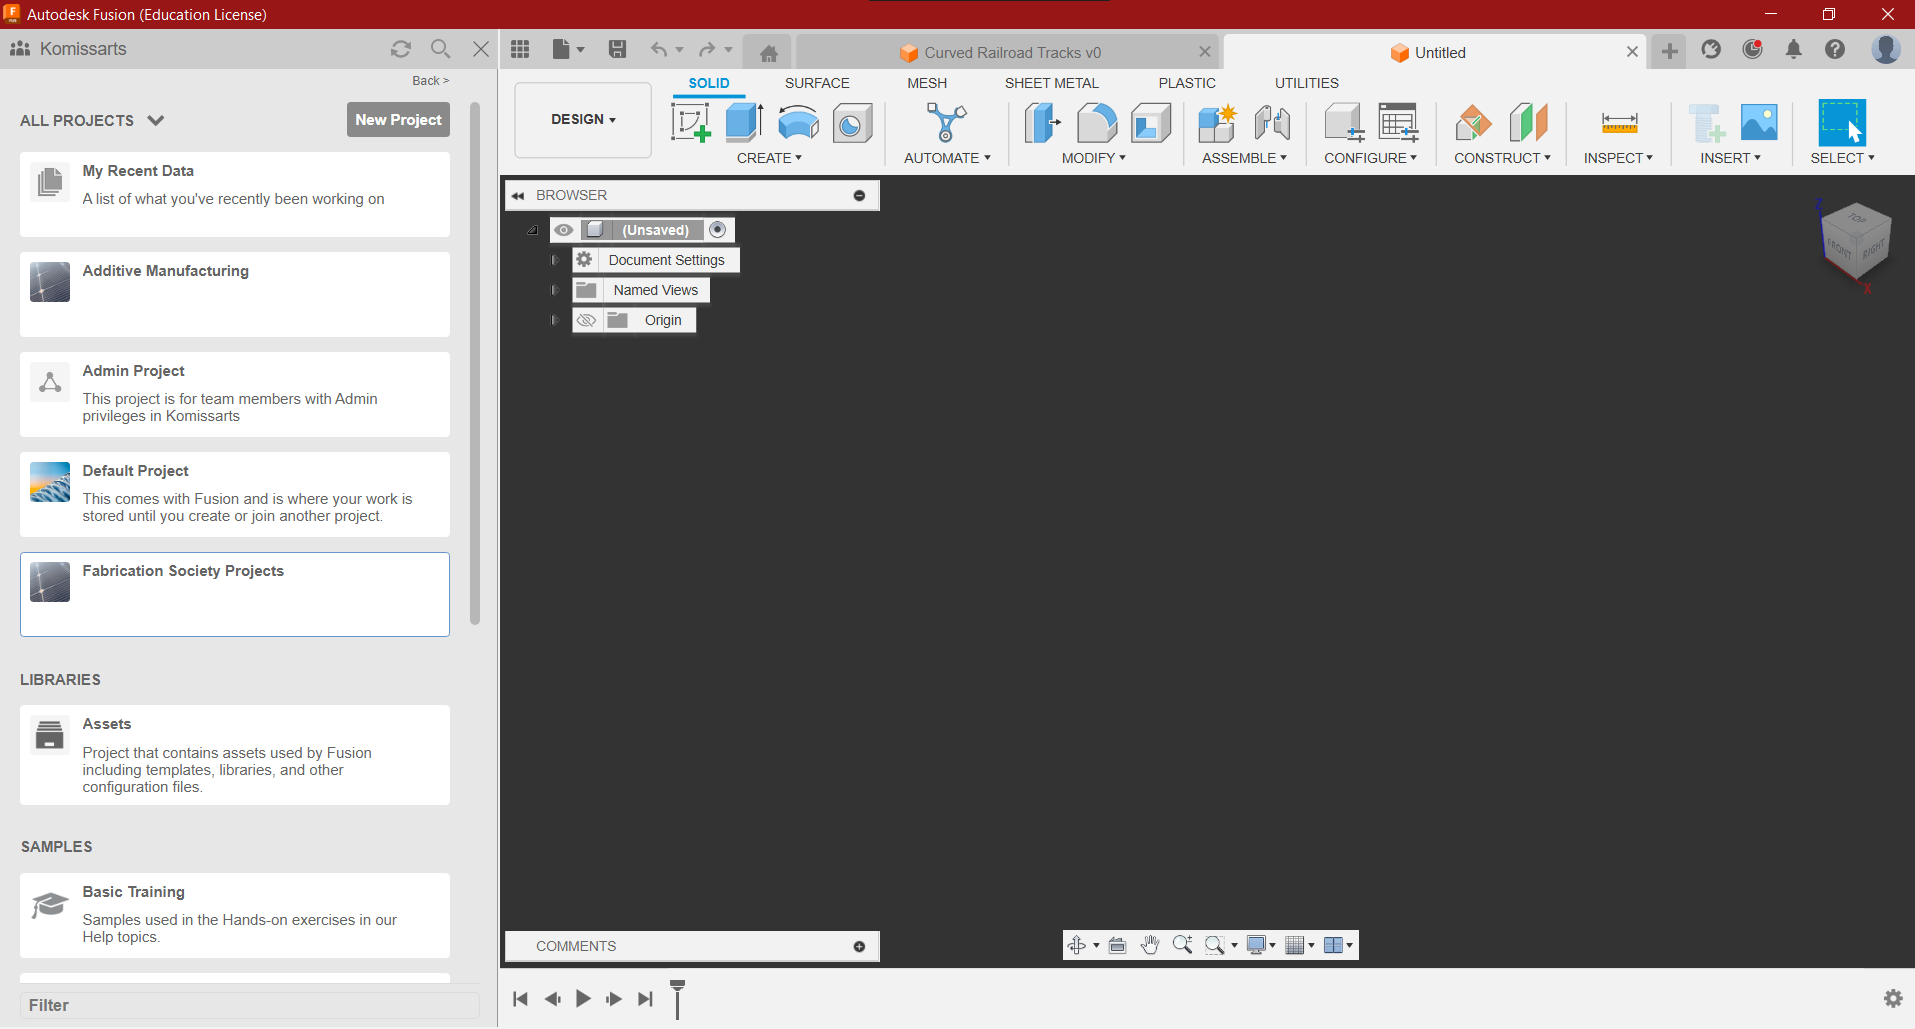 Autodesk Fusion (Education License)
Komissarts
Curved Railroad Tracks v0
Untitled
Back >
ALL PROJECTS
New Project
My Recent Data
A list of what you've recently been working on
Additive Manufacturing
Admin Project
This project is for team members with Admin
privileges in Komissarts
Default Project
This comes with Fusion and is where your work is
stored until you create or join another project.
Fabrication Society Projects
LIBRARIES
Assets
Project that contains assets used by Fusion
including templates, libraries, and other
configuration files.
SAMPLES
Basic Training
Samples used in the Hands-on exercises in our
Help topics.
Filter
SOLID SURFACE MESH SHEET METAL PLASTIC UTILITIES
DESIGN
CREATE AUTOMATE MODIFY ASSEMBLE CONFIGURE CONSTRUCT INSPECT INSERT SELECT
BROWSER
(Unsaved)
Document Settings
Named Views
Origin
Z
TOP
FRONT
RIGHT
X
COMMENTS